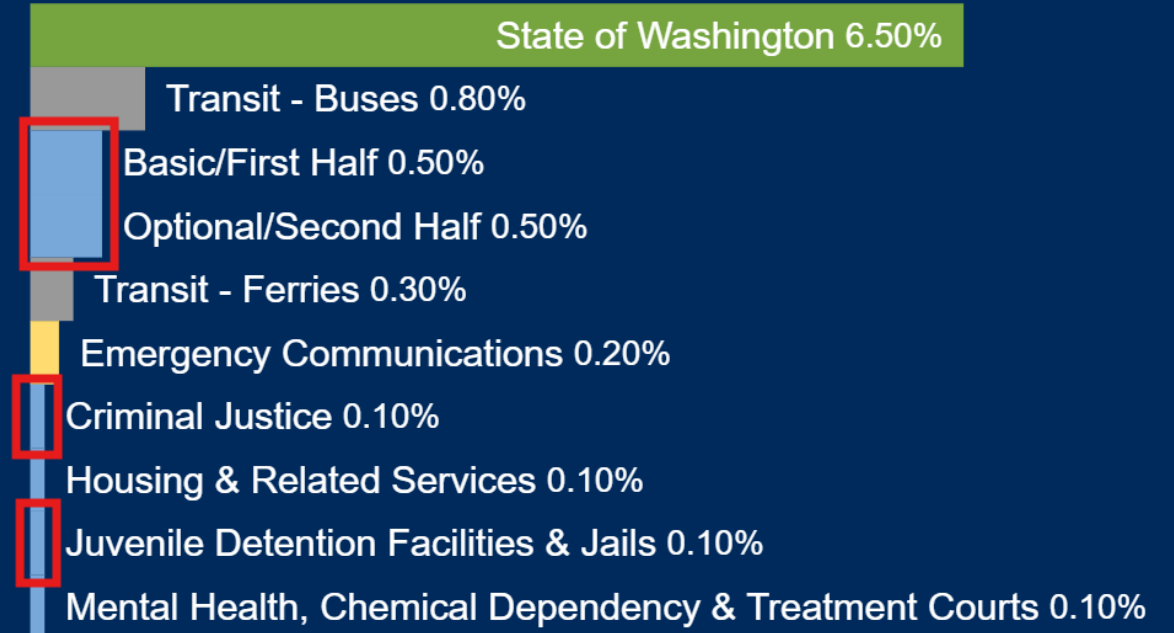 State of Washington 6.50%
Transit - Buses 0.80%
Basic/First Half 0.50%
Optional/Second Half 0.50%
Transit - Ferries 0.30%
Emergency Communications 0.20%
Criminal Justice 0.10%
Housing & Related Services 0.10%
Juvenile Detention Facilities & Jails 0.10%
Mental Health, Chemical Dependency & Treatment Courts 0.10%